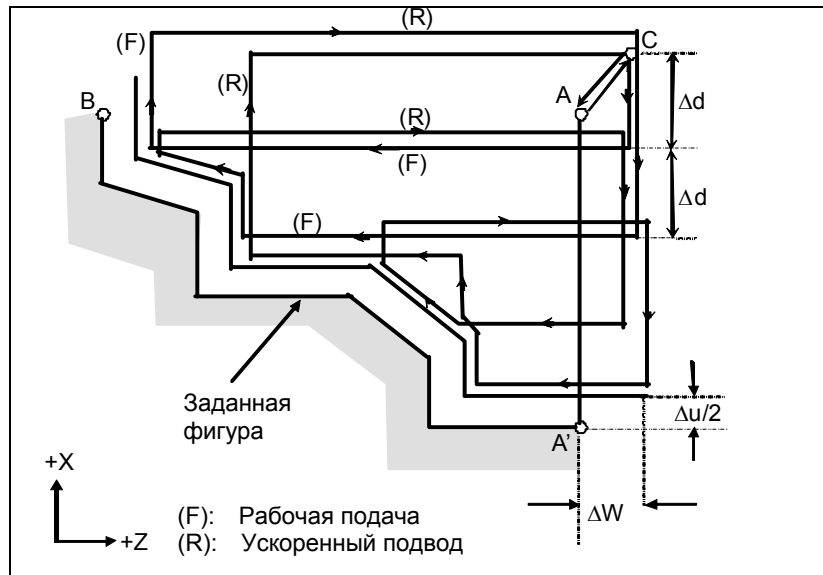 (R)
(F)
C
(R)
A
Δd
B
(R)
(F)
Δd
(F)
Заданная
фигура
Δu/2
A'
+X
ΔW
(F): Рабочая подача
+Z
(R): Ускоренный подвод